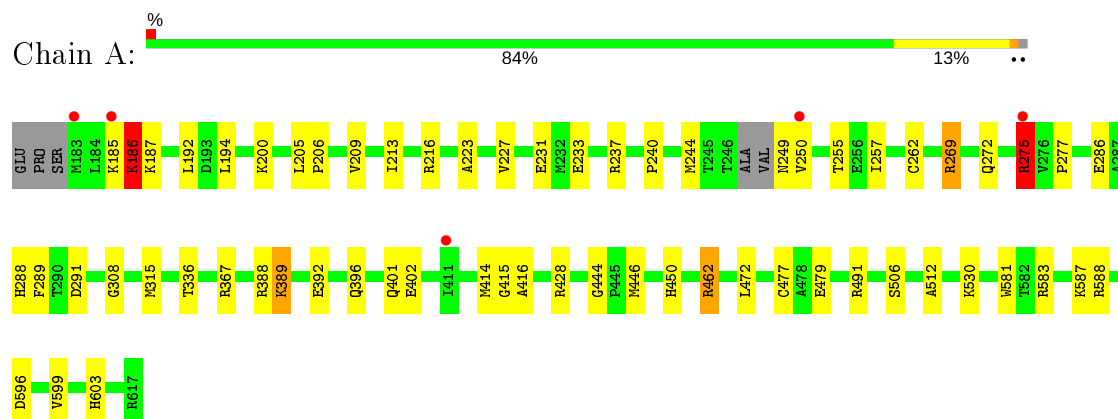 %
Chain A:
84% 13% ••
GLU PRO SER M183 L184 K185 K186 K187 L192 D193 L194 K200 L205 P206 V209 I213 R216 A223 V227 E231 M232 E233 R237 P240 M244 T245 T246 ALA VAL N249 V250 T255 E256 I257 C262 R269 Q272 R275 V276 P277 E286 A287
H288 F289 T290 D291 G308 M315 T336 R367 R388 K389 E392 Q396 Q401 E402 I411 M414 G415 A416 R428 G444 P445 M446 H450 R462 L472 C477 A478 E479 R491 S506 A512 K530 W581 T582 R583 K587 R588
D596 V599 H603 R617